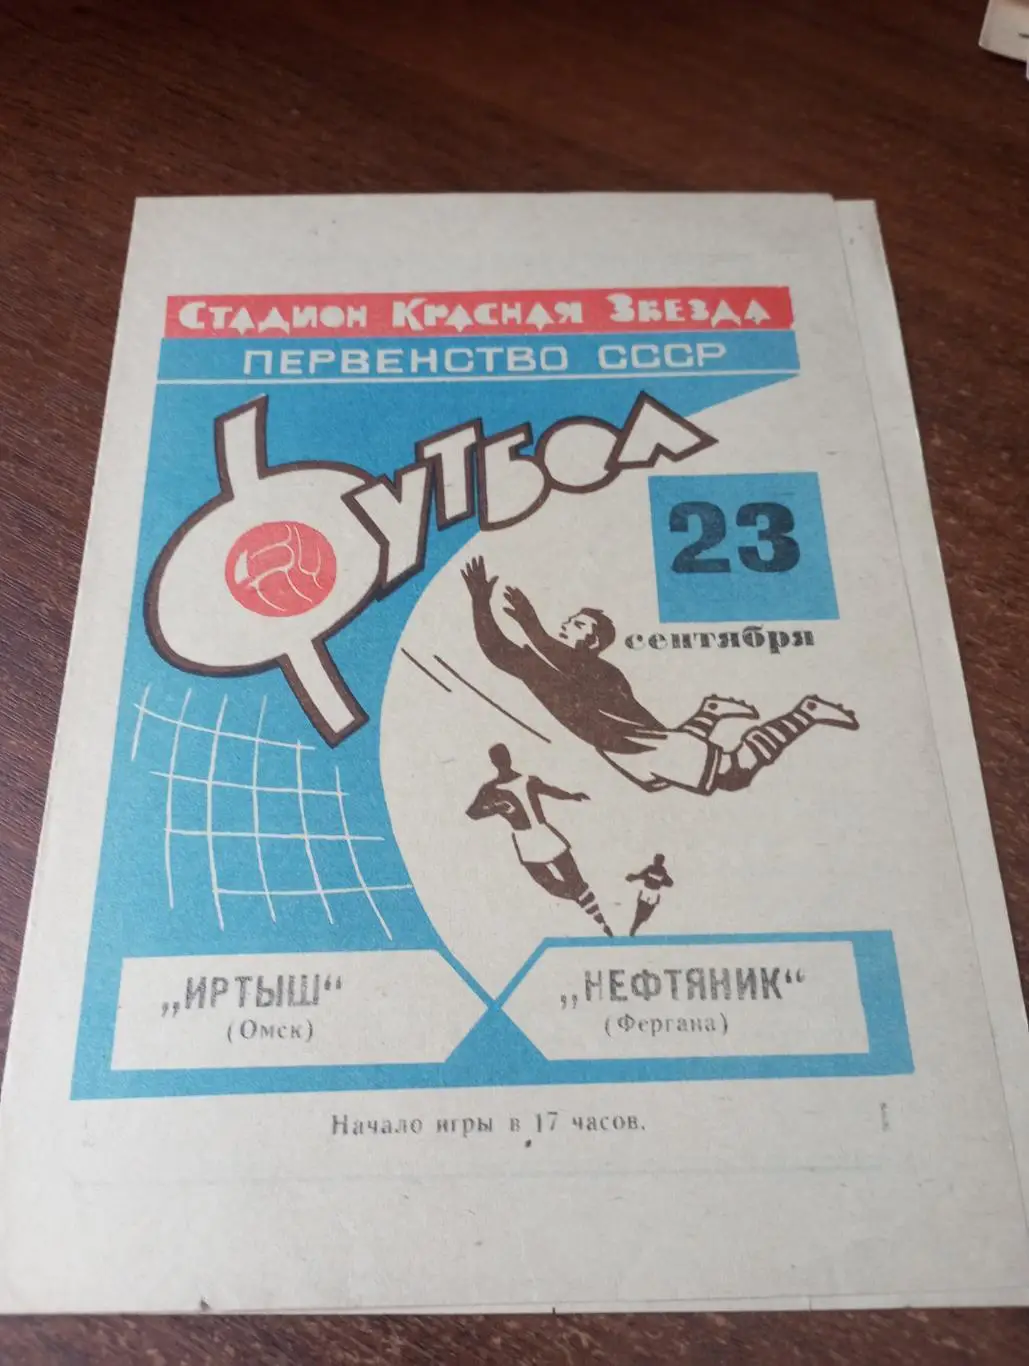 Стадион Красная Звезда
ПЕРВЕНСТВО СССР
Футбол
23
сентября
„ИРТЫШ“
(Омск)
„НЕФТЯНИК“
(Фергана)
Начало игры в 17 часов.